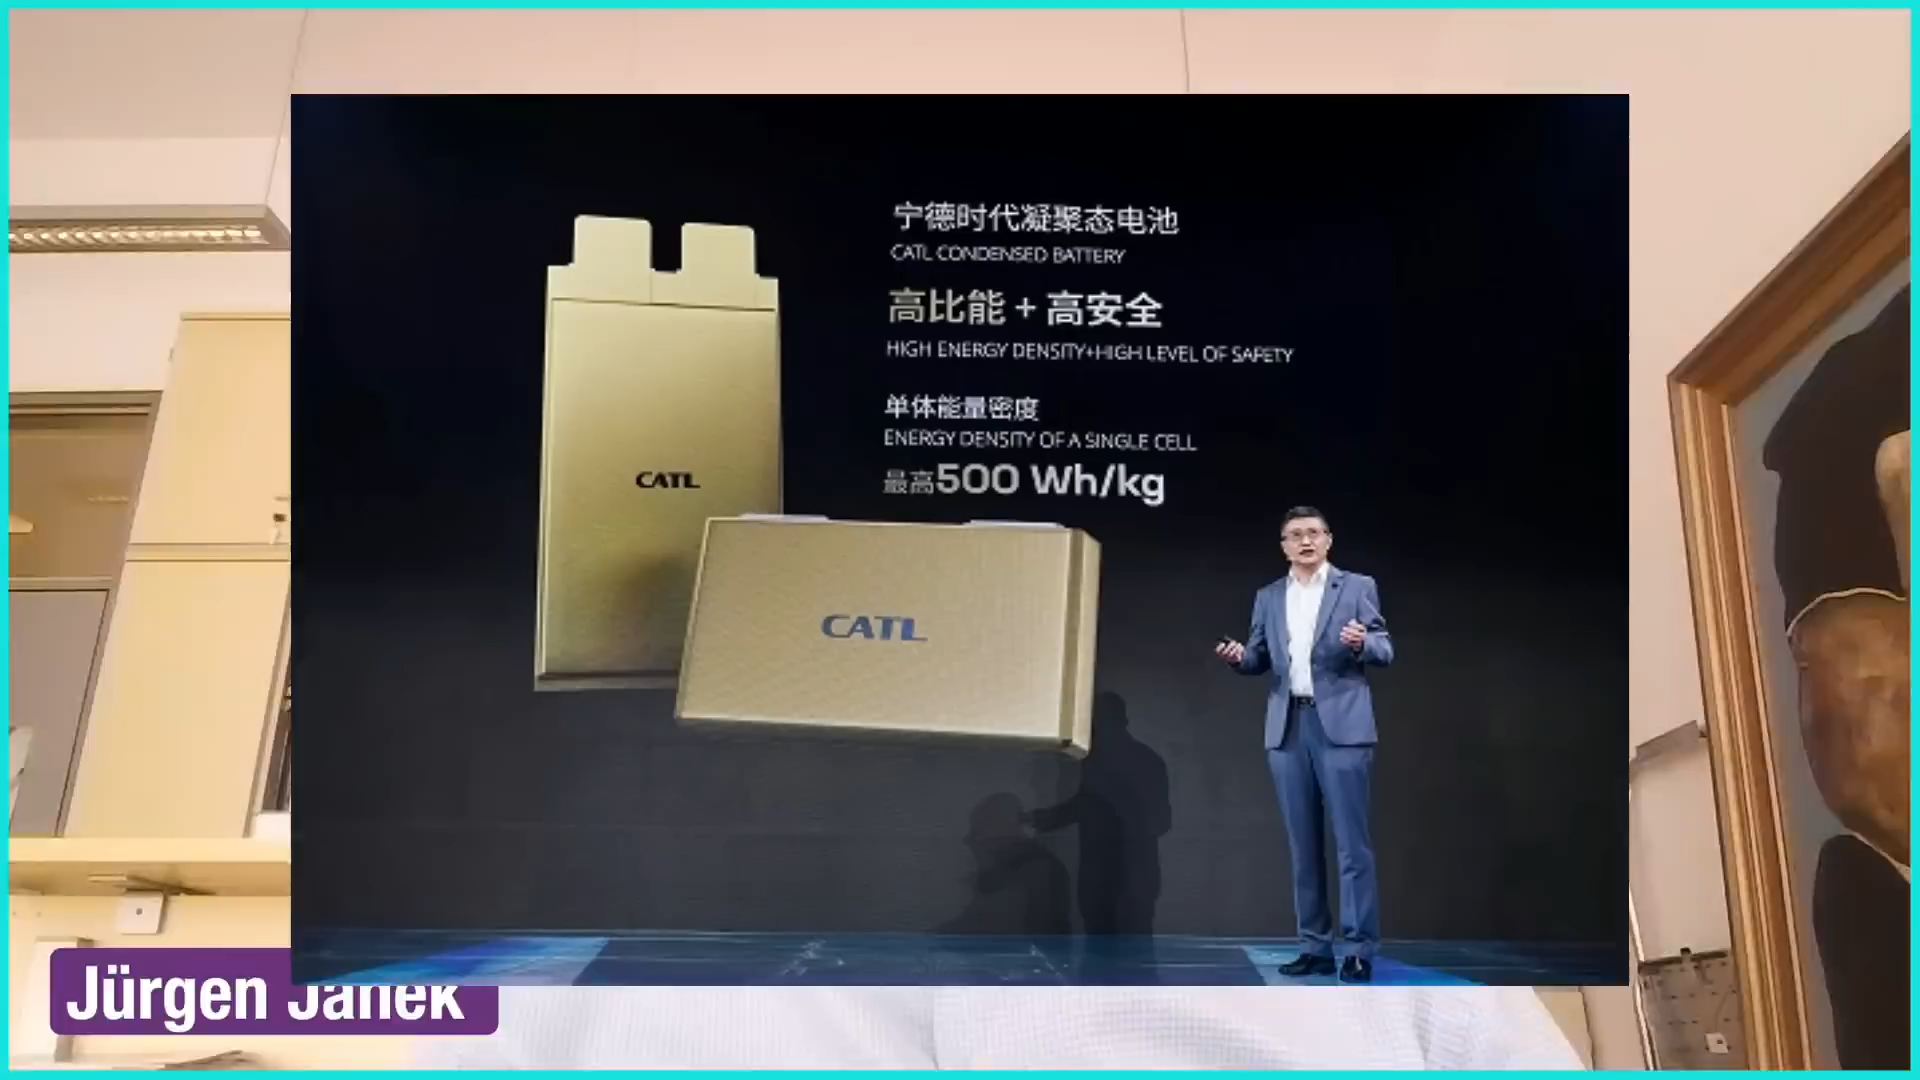 宁德时代凝聚态电池
CATL CONDENSED BATTERY
高比能 + 高安全
HIGH ENERGY DENSITY+HIGH LEVEL OF SAFETY
单体能量密度
ENERGY DENSITY OF A SINGLE CELL
最高500 Wh/kg
CATL
CATL
Jürgen Janek